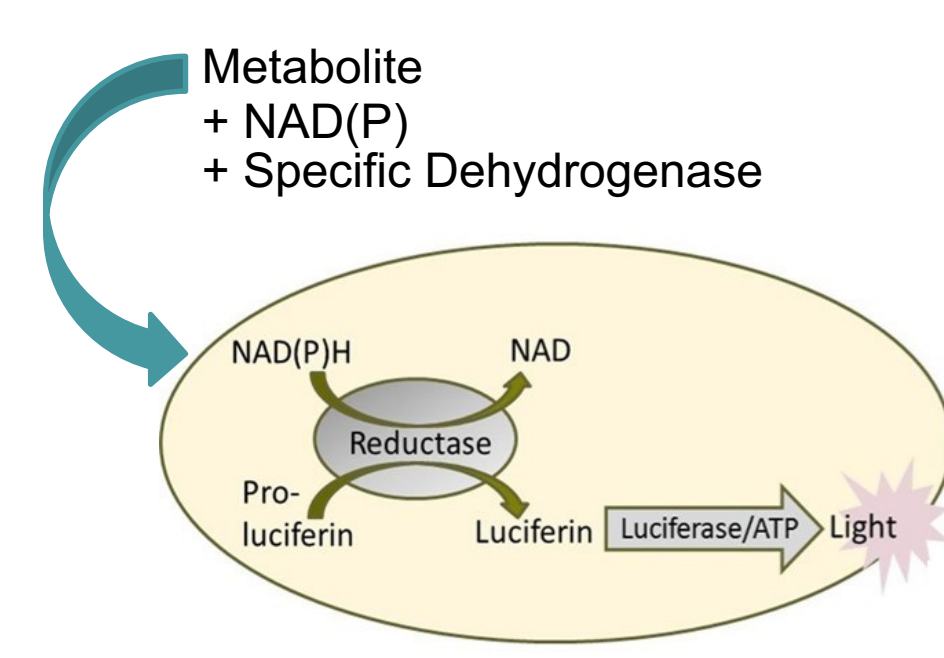 Metabolite
+ NAD(P)
+ Specific Dehydrogenase
NAD(P)H
NAD
Reductase
Pro-
luciferin
Luciferin
Luciferase/ATP
Light